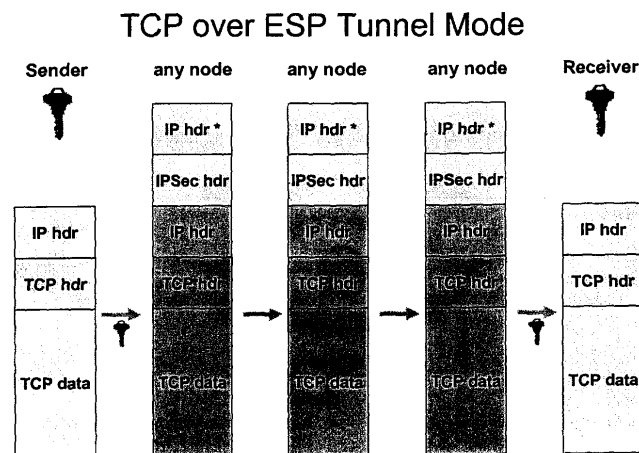 TCP over ESP Tunnel Mode
Sender any node any node any node Receiver
IP hdr * IP hdr * IP hdr *
IPSec hdr IPSec hdr IPSec hdr
IP hdr IP hdr IP hdr IP hdr IP hdr
TCP hdr TCP hdr TCP hdr TCP hdr TCP hdr
TCP data TCP data TCP data TCP data TCP data